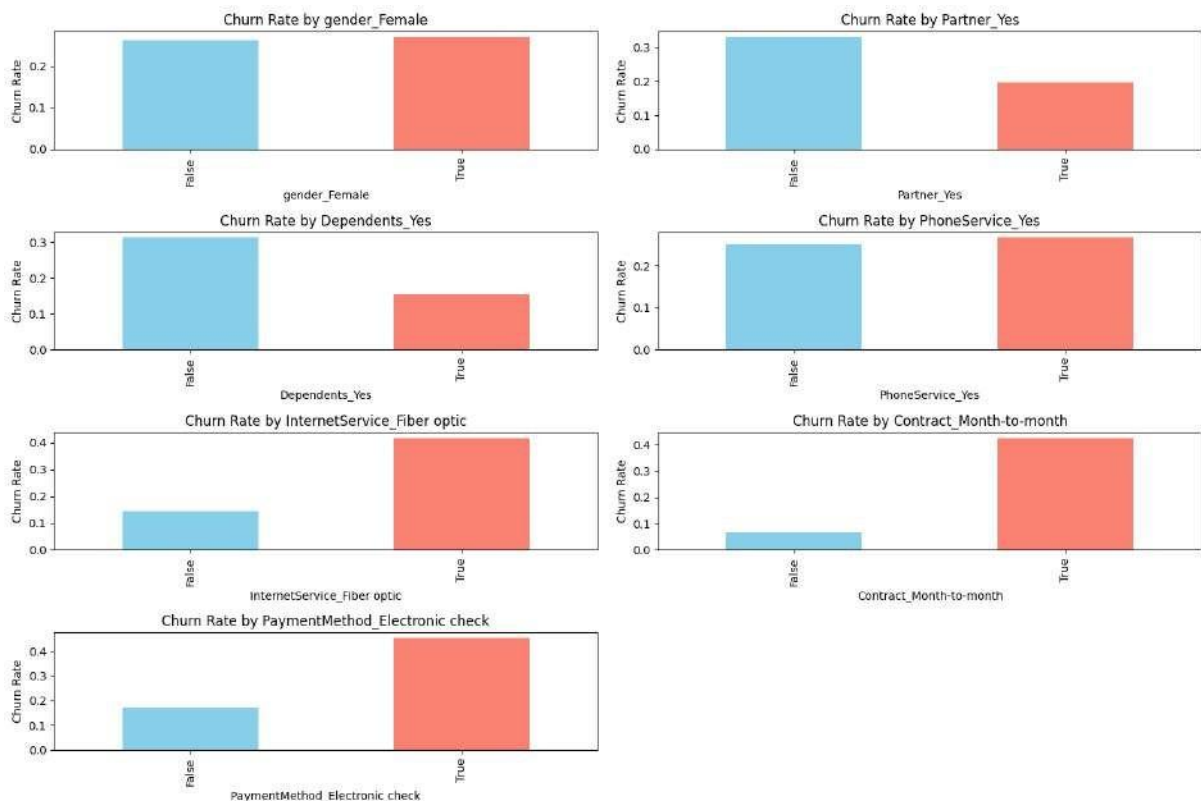 Churn Rate by gender_Female
Churn Rate
0.2
0.1
0.0
False
True
gender_Female
Churn Rate by Partner_Yes
Churn Rate
0.3
0.2
0.1
0.0
False
True
Partner_Yes
Churn Rate by Dependents_Yes
Churn Rate
0.3
0.2
0.1
0.0
False
True
Dependents_Yes
Churn Rate by PhoneService_Yes
Churn Rate
0.2
0.1
0.0
False
True
PhoneService_Yes
Churn Rate by InternetService_Fiber optic
Churn Rate
0.4
0.3
0.2
0.1
0.0
False
True
InternetService_Fiber optic
Churn Rate by Contract_Month-to-month
Churn Rate
0.4
0.3
0.2
0.1
0.0
False
True
Contract_Month-to-month
Churn Rate by PaymentMethod_Electronic check
Churn Rate
0.4
0.3
0.2
0.1
0.0
False
True
PaymentMethod_Electronic check